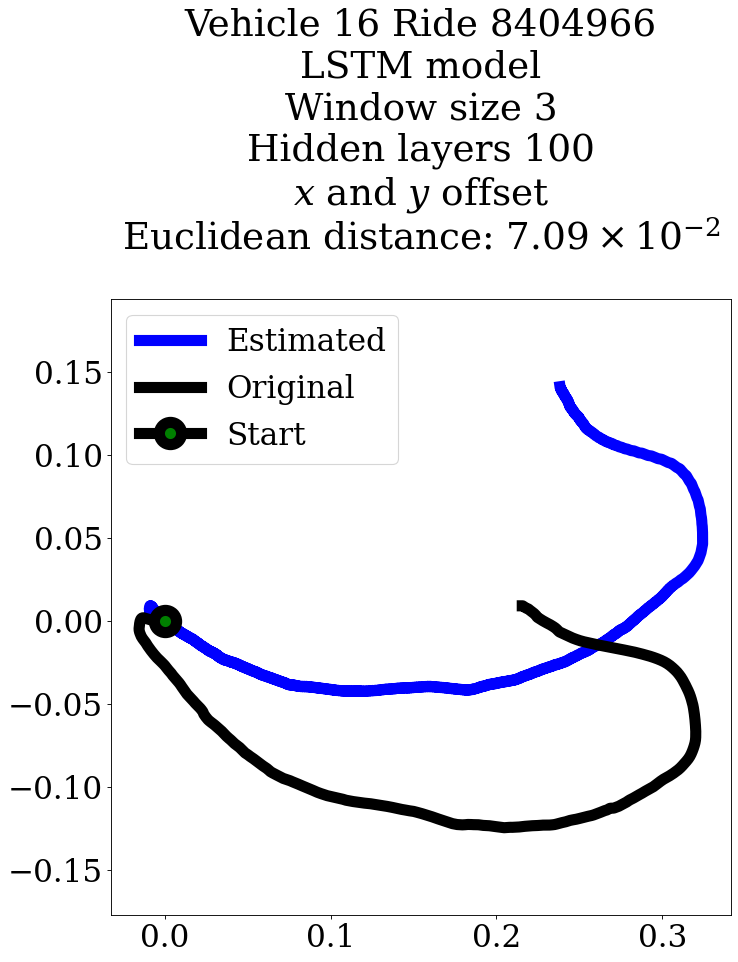 Vehicle 16 Ride 8404966
LSTM model
Window size 3
Hidden layers 100
x and y offset
Euclidean distance: 7.09 × 10⁻²
Estimated
Original
Start
0.15
0.10
0.05
0.00
−0.05
−0.10
−0.15
0.0 0.1 0.2 0.3